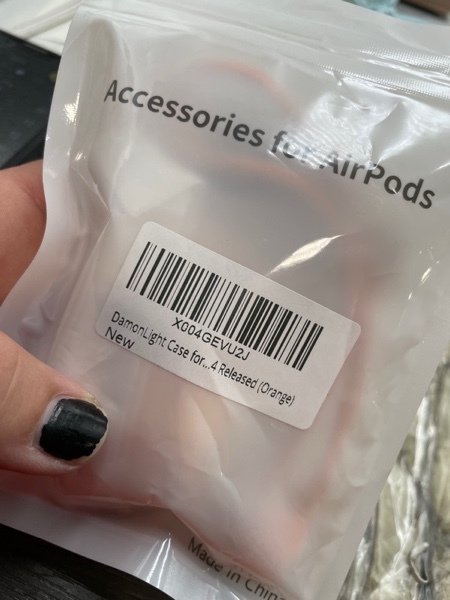 Accessories for AirPods
X004GEVU2J
DamonLight Case for...4 Released (Orange)
New
Made in China